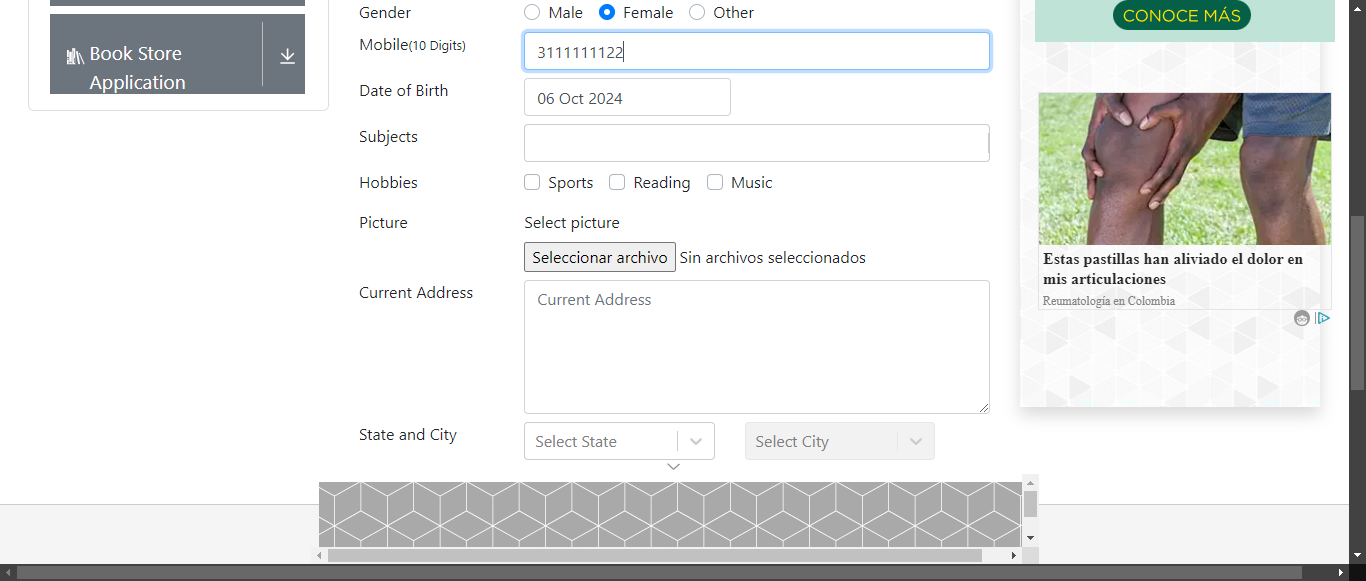 Book Store
Application
Gender
Male Female Other
Mobile(10 Digits)
3111111122
Date of Birth
06 Oct 2024
Subjects
Hobbies
Sports Reading Music
Picture
Select picture
Seleccionar archivo Sin archivos seleccionados
Current Address
Current Address
State and City
Select State
Select City
CONOCE MÁS
Estas pastillas han aliviado el dolor en
mis articulaciones
Reumatología en Colombia